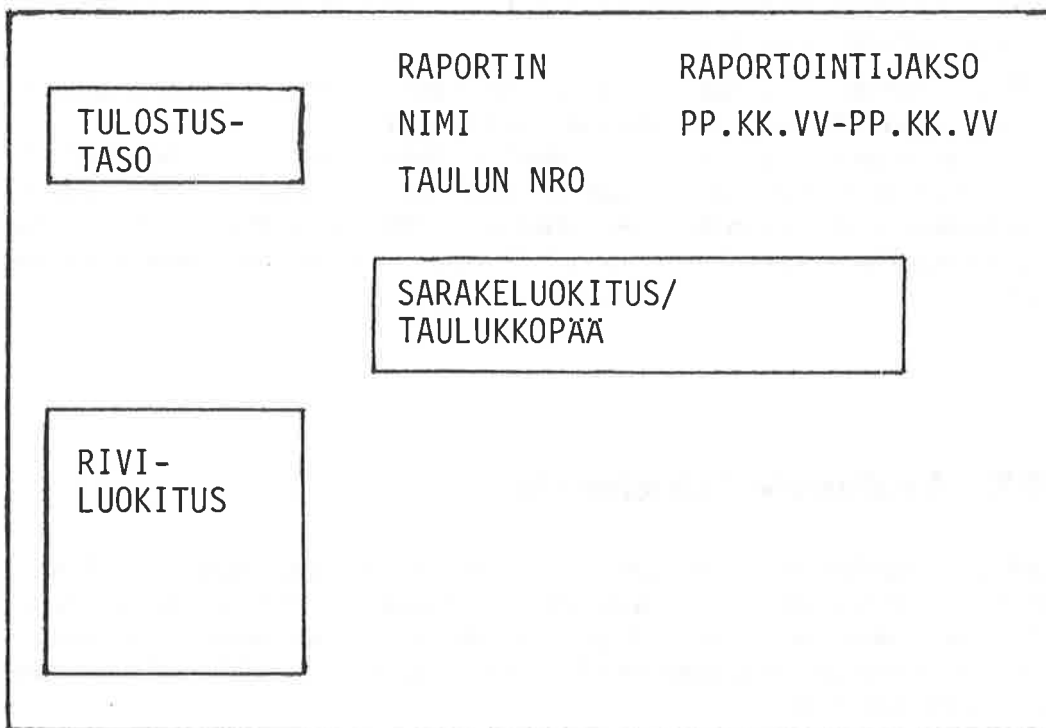 TULOSTUS-
TASO
RAPORTIN
NIMI
TAULUN NRO
RAPORTOINTIJAKSO
PP.KK.VV-PP.KK.VV
SARAKELUOKITUS/
TAULUKKOPÄÄ
RIVI-
LUOKITUS